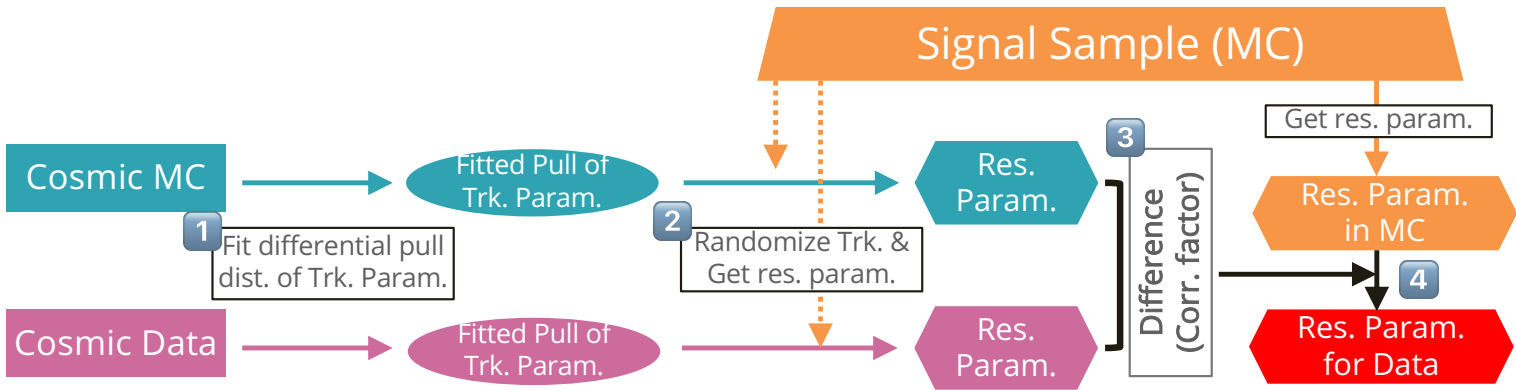 Signal Sample (MC)
Get res. param.
3
Cosmic MC
Fitted Pull of
Trk. Param.
Res.
Param.
Res. Param.
in MC
1
Fit differential pull
dist. of Trk. Param.
2
Randomize Trk. &
Get res. param.
Difference
(Corr. factor)
4
Cosmic Data
Fitted Pull of
Trk. Param.
Res.
Param.
Res. Param.
for Data